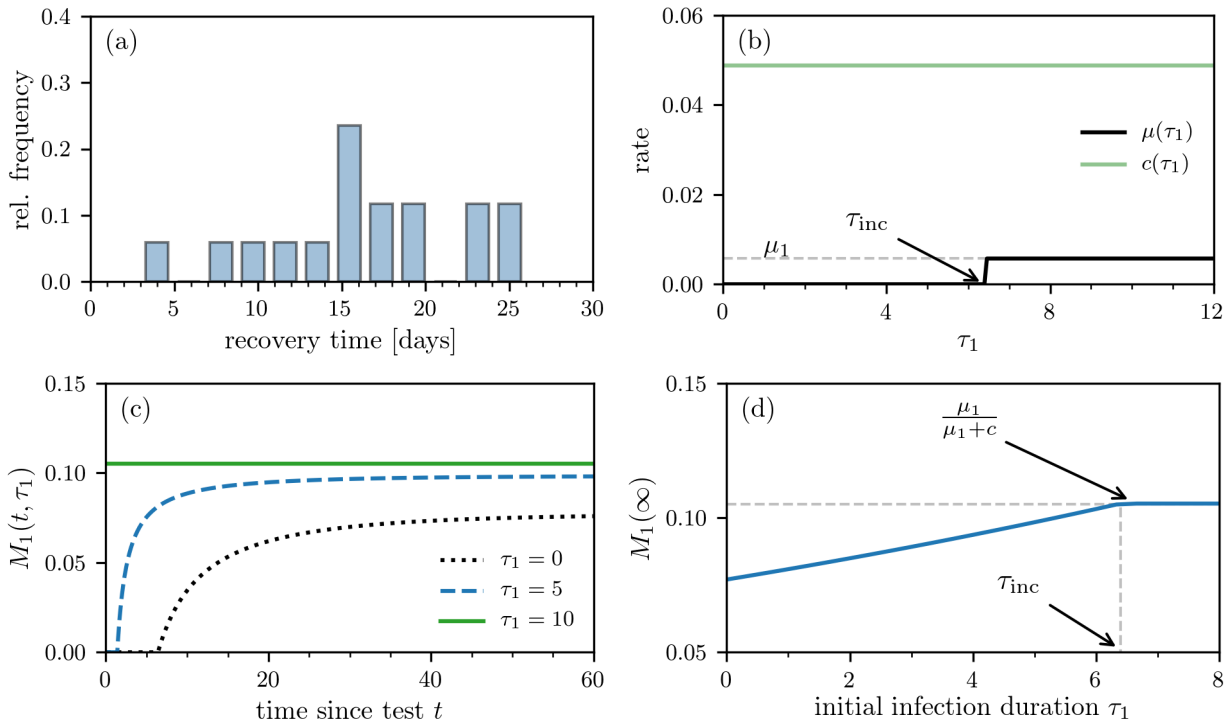 (a)
rel. frequency
0.4
0.3
0.2
0.1
0.0
0 5 10 15 20 25 30
recovery time [days]
(b)
rate
0.06
0.04
0.02
0.00
μ(τ₁)
c(τ₁)
τ_inc
μ₁
0 4 8 12
τ₁
(c)
M₁(t, τ₁)
0.15
0.10
0.05
0.00
τ₁ = 0
τ₁ = 5
τ₁ = 10
0 20 40 60
time since test t
(d)
M₁(∞)
0.15
0.10
0.05
μ₁
μ₁+c
τ_inc
0 2 4 6 8
initial infection duration τ₁